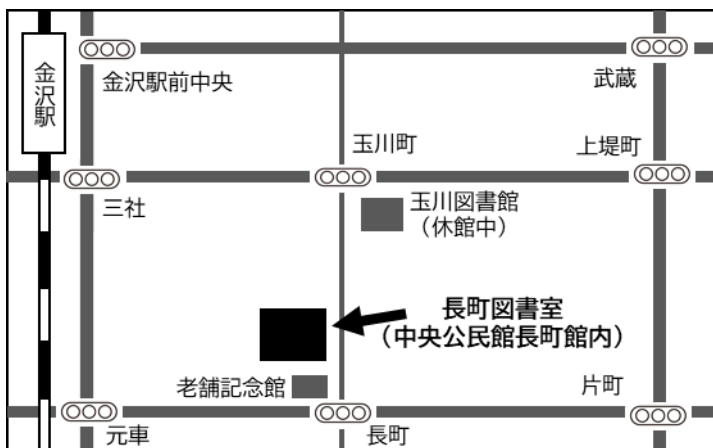 金沢駅
金沢駅前中央
武蔵
玉川町
上堤町
三社
玉川図書館
（休館中）
長町図書室
（中央公民館長町館内）
老舗記念館
片町
元車
長町